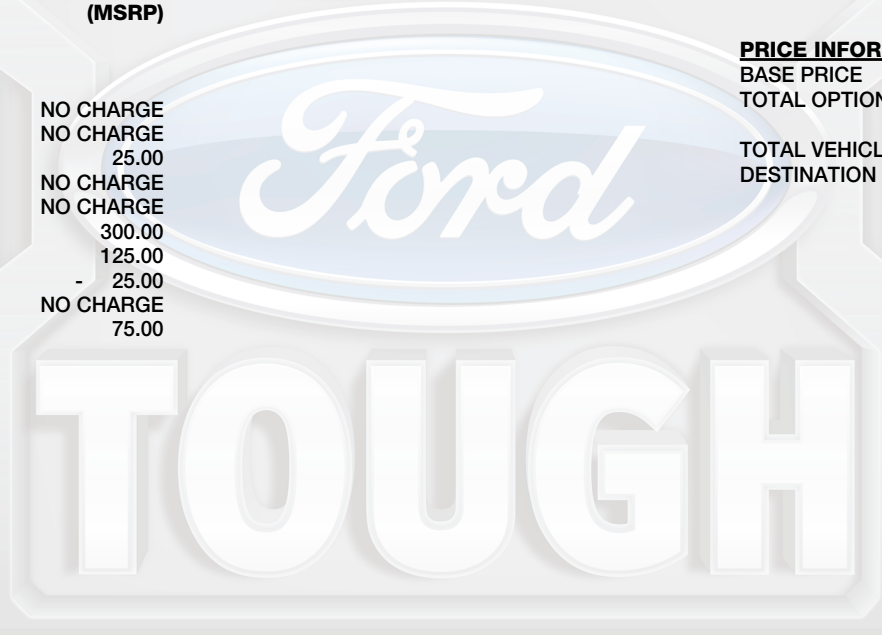 (MSRP)
NO CHARGE
NO CHARGE
25.00
NO CHARGE
NO CHARGE
300.00
125.00
- 25.00
NO CHARGE
75.00
PRICE INFOR
BASE PRICE
TOTAL OPTION
TOTAL VEHICL
DESTINATION
Ford
TOUGH